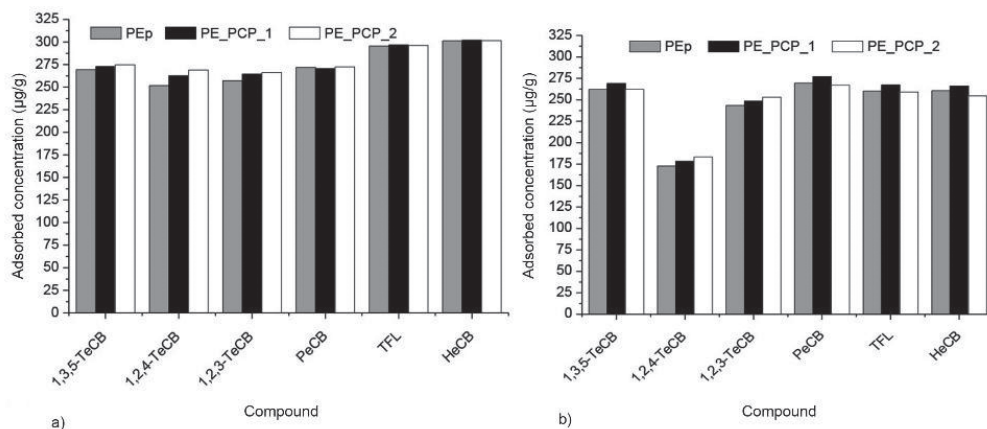 325
300
275
250
225
200
175
150
125
100
75
50
25
0
Adsorbed concentration (µg/g)
PEp PE_PCP_1 PE_PCP_2
1,3,5-TeCB 1,2,4-TeCB 1,2,3-TeCB PeCB TFL HeCB
Compound
a)
325
300
275
250
225
200
175
150
125
100
75
50
25
0
Adsorbed concentration (µg/g)
PEp PE_PCP_1 PE_PCP_2
1,3,5-TeCB 1,2,4-TeCB 1,2,3-TeCB PeCB TFL HeCB
Compound
b)